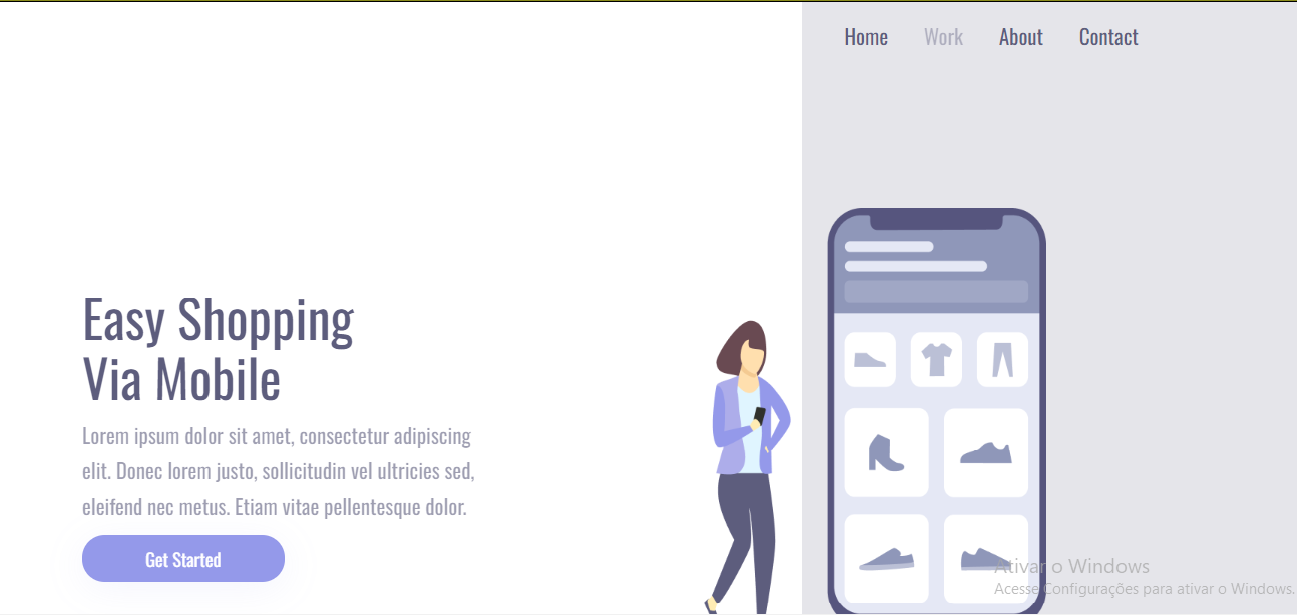 Home Work About Contact
Easy Shopping
Via Mobile
Lorem ipsum dolor sit amet, consectetur adipiscing
elit. Donec lorem justo, sollicitudin vel ultricies sed,
eleifend nec metus. Etiam vitae pellentesque dolor.
Get Started
Ativar o Windows
Acesse Configurações para ativar o Windows.